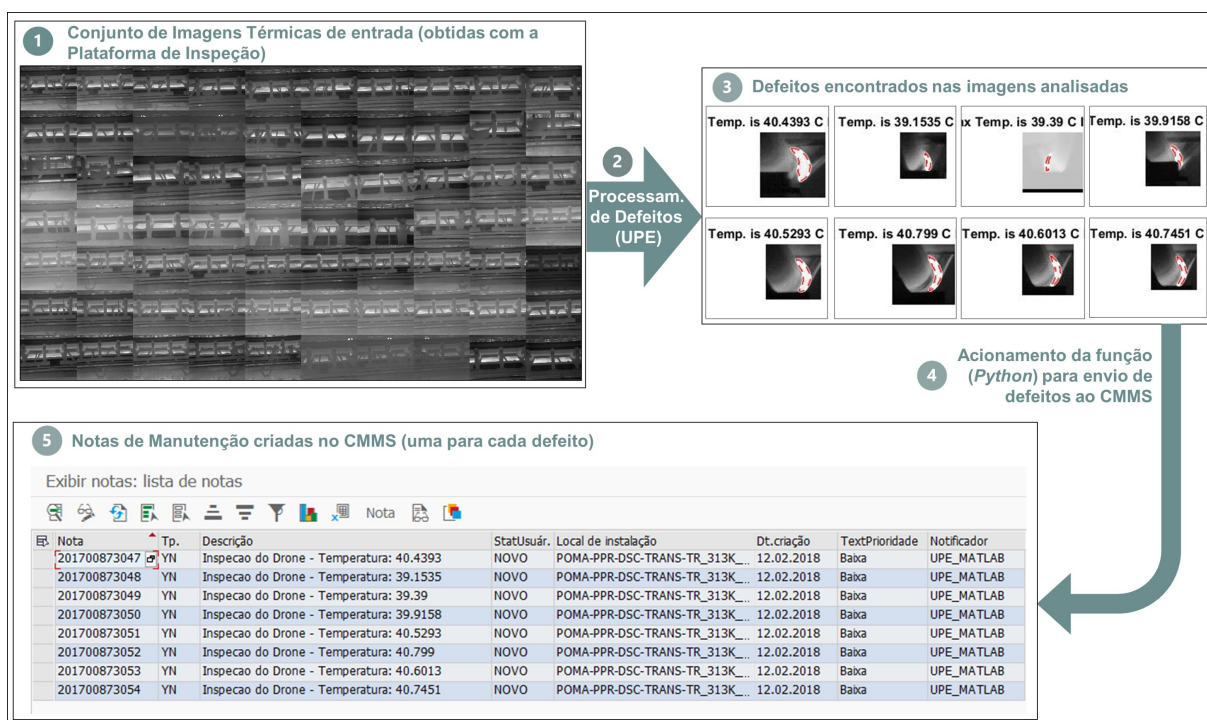 1 Conjunto de Imagens Térmicas de entrada (obtidas com a
Plataforma de Inspeção)
2
Processam.
de Defeitos
(UPE)
3 Defeitos encontrados nas imagens analisadas
Temp. is 40.4393 C Temp. is 39.1535 C x Temp. is 39.39 C Temp. is 39.9158 C
Temp. is 40.5293 C Temp. is 40.799 C Temp. is 40.6013 C Temp. is 40.7451 C
4 Acionamento da função
(Python) para envio de
defeitos ao CMMS
5 Notas de Manutenção criadas no CMMS (uma para cada defeito)
Exibir notas: lista de notas
Nota
Nota Tp. Descrição StatUsuár. Local de instalação Dt.criação TextPrioridade Notificador
201700873047 YN Inspecao do Drone - Temperatura: 40.4393 NOVO POMA-PPR-DSC-TRANS-TR_313K_... 12.02.2018 Baixa UPE_MATLAB
201700873048 YN Inspecao do Drone - Temperatura: 39.1535 NOVO POMA-PPR-DSC-TRANS-TR_313K_... 12.02.2018 Baixa UPE_MATLAB
201700873049 YN Inspecao do Drone - Temperatura: 39.39 NOVO POMA-PPR-DSC-TRANS-TR_313K_... 12.02.2018 Baixa UPE_MATLAB
201700873050 YN Inspecao do Drone - Temperatura: 39.9158 NOVO POMA-PPR-DSC-TRANS-TR_313K_... 12.02.2018 Baixa UPE_MATLAB
201700873051 YN Inspecao do Drone - Temperatura: 40.5293 NOVO POMA-PPR-DSC-TRANS-TR_313K_... 12.02.2018 Baixa UPE_MATLAB
201700873052 YN Inspecao do Drone - Temperatura: 40.799 NOVO POMA-PPR-DSC-TRANS-TR_313K_... 12.02.2018 Baixa UPE_MATLAB
201700873053 YN Inspecao do Drone - Temperatura: 40.6013 NOVO POMA-PPR-DSC-TRANS-TR_313K_... 12.02.2018 Baixa UPE_MATLAB
201700873054 YN Inspecao do Drone - Temperatura: 40.7451 NOVO POMA-PPR-DSC-TRANS-TR_313K_... 12.02.2018 Baixa UPE_MATLAB